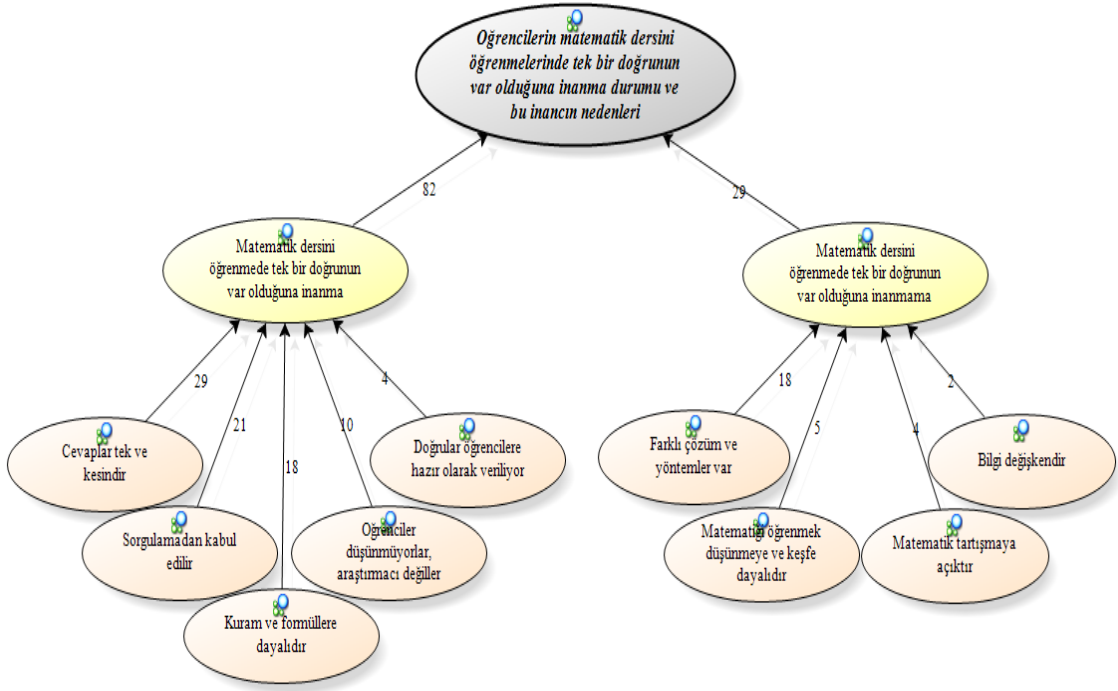 Oğrencilerin matematik dersini
öğrenmelerinde tek bir doğrunun
var olduğuna inanma durumu ve
bu inancın nedenleri
82
29
Matematik dersini
öğrenmede tek bir doğrunun
var olduğuna inanma
Matematik dersini
öğrenmede tek bir doğrunun
var olduğuna inanmama
29
21
18
10
4
18
5
4
2
Cevaplar tek ve
kesindir
Sorgulamadan kabul
edilir
Kuram ve formüllere
dayalıdır
Oğrenciler
düşünmüyorlar,
araştırmacı değiller
Doğrular öğrencilere
hazır olarak veriliyor
Farklı çözüm ve
yöntemler var
Matematiği öğrenmek
düşünmeye ve keşfe
dayalıdır
Matematik tartışmaya
açıktır
Bilgi değişkendir